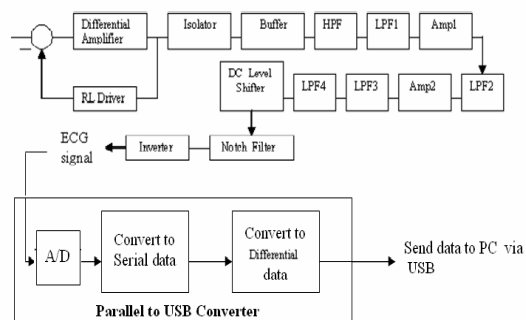 Differential
Amplifier
Isolator
Buffer
HPF
LPF1
Amp1
RL Driver
DC Level
Shifter
LPF4
LPF3
Amp2
LPF2
ECG
signal
Inverter
Notch Filter
A/D
Convert to
Serial data
Convert to
Differential
data
Send data to PC via
USB
Parallel to USB Converter